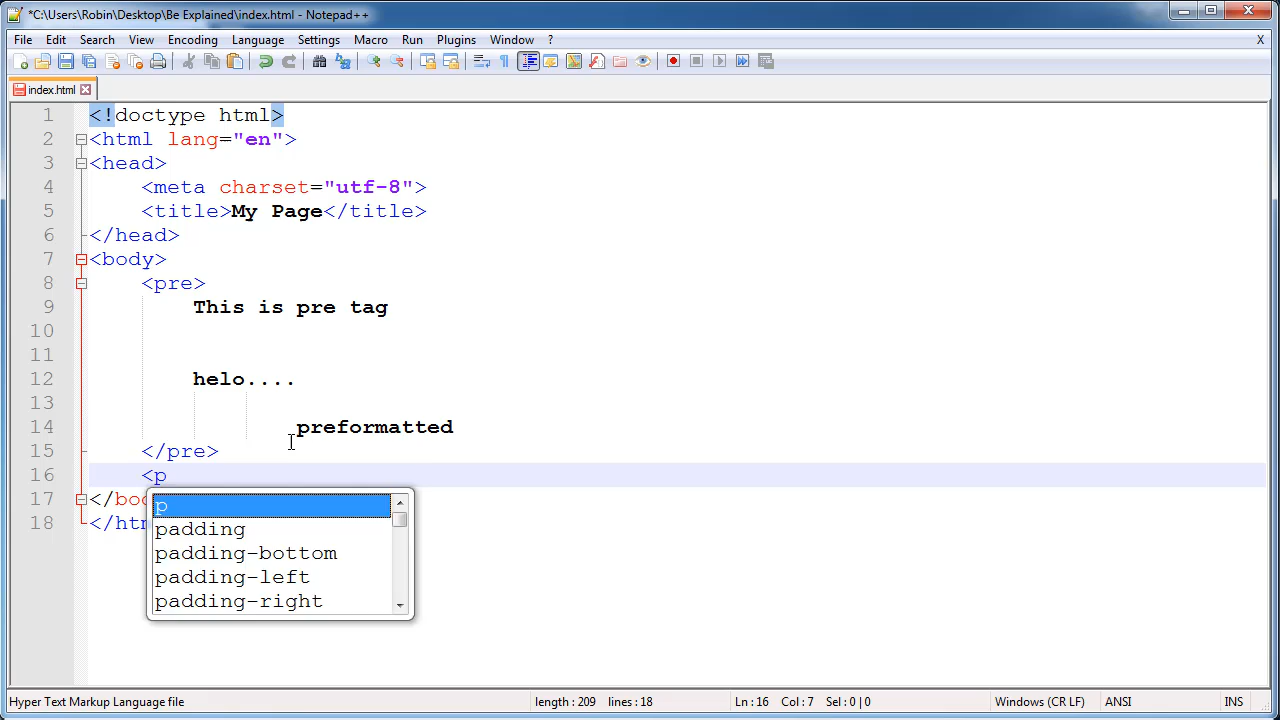 *C:\Users\Robin\Desktop\Be Explained\index.html - Notepad++
File Edit Search View Encoding Language Settings Macro Run Plugins Window ? X
index.html
1 <!doctype html>
2 <html lang="en">
3 <head>
4 <meta charset="utf-8">
5 <title>My Page</title>
6 </head>
7 <body>
8 <pre>
9 This is pre tag
10
11
12 helo....
13
14 preformatted
15 </pre>
16 <p
17 </bod
18 </htm
p
padding
padding-bottom
padding-left
padding-right
Hyper Text Markup Language file length : 209 lines : 18 Ln : 16 Col : 7 Sel : 0 | 0 Windows (CR LF) ANSI INS